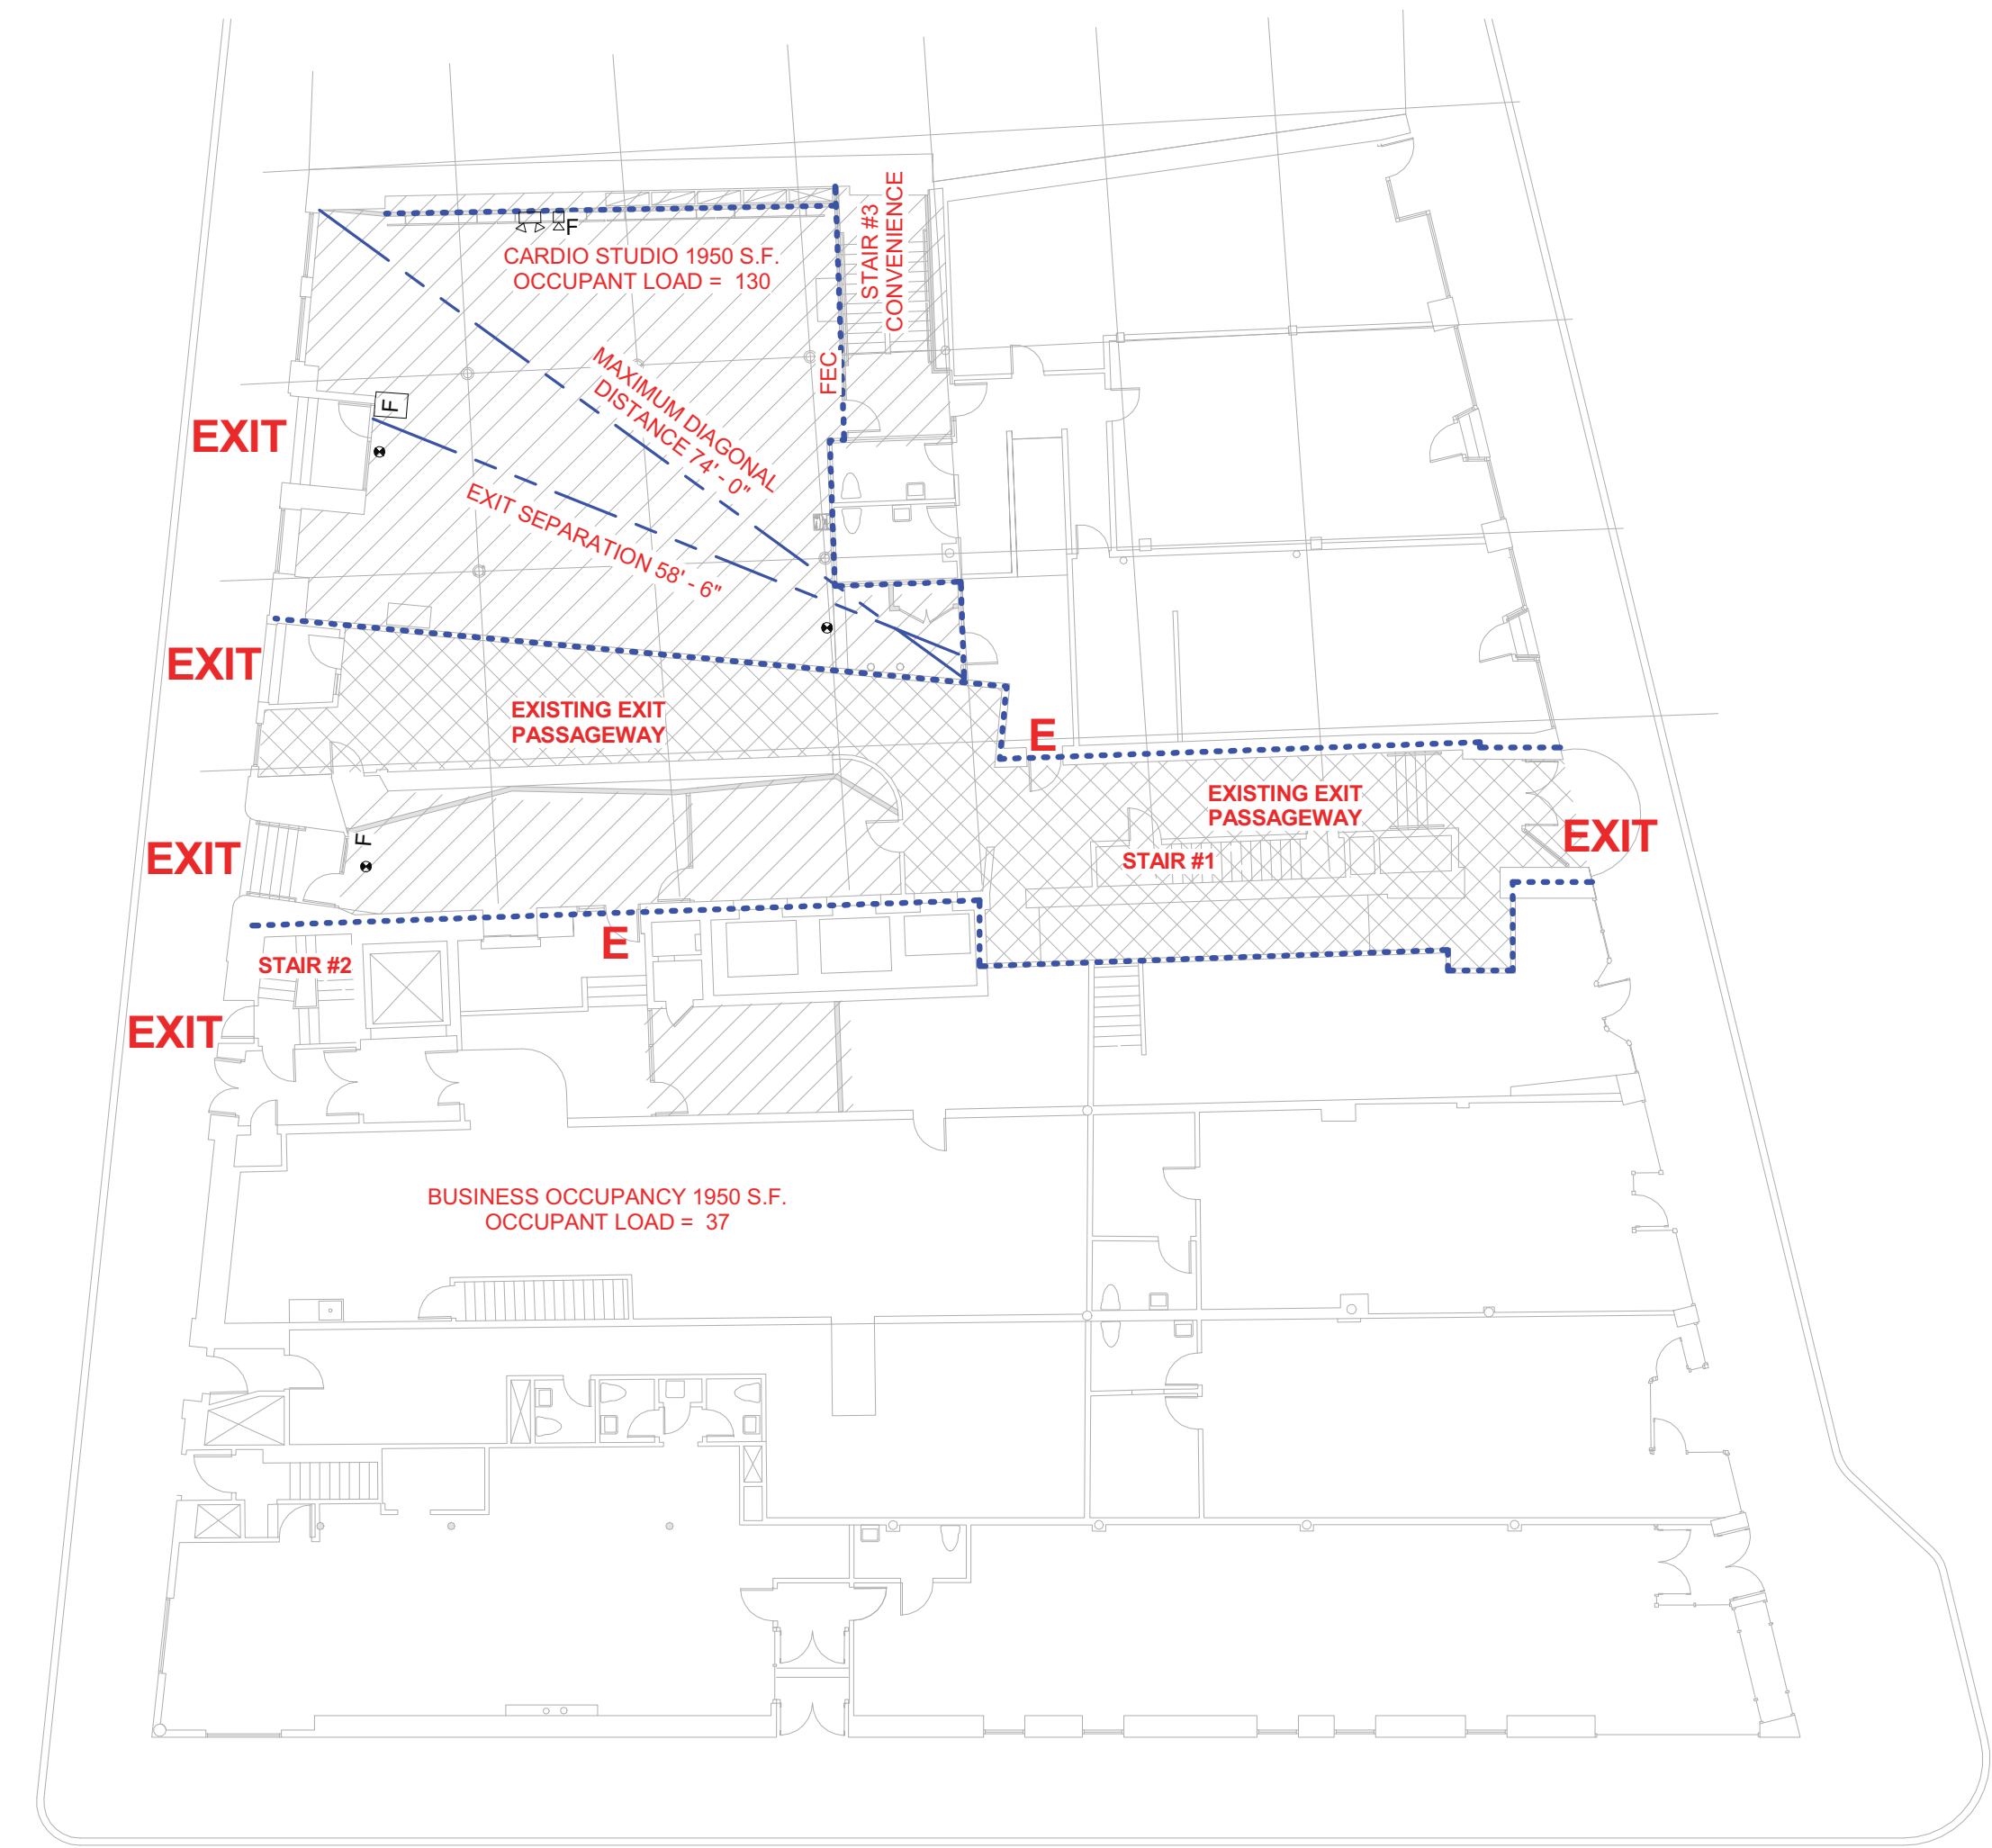 STAIR #3
CONVENIENCE
F
CARDIO STUDIO 1950 S.F.
OCCUPANT LOAD = 130
FEC
MAXIMUM DIAGONAL
DISTANCE 74' - 0"
F
EXIT
EXIT SEPARATION 58' - 6"
EXIT
EXISTING EXIT
PASSAGEWAY
E
EXISTING EXIT
PASSAGEWAY
EXIT
F
EXIT
STAIR #1
E
STAIR #2
EXIT
BUSINESS OCCUPANCY 1950 S.F.
OCCUPANT LOAD = 37